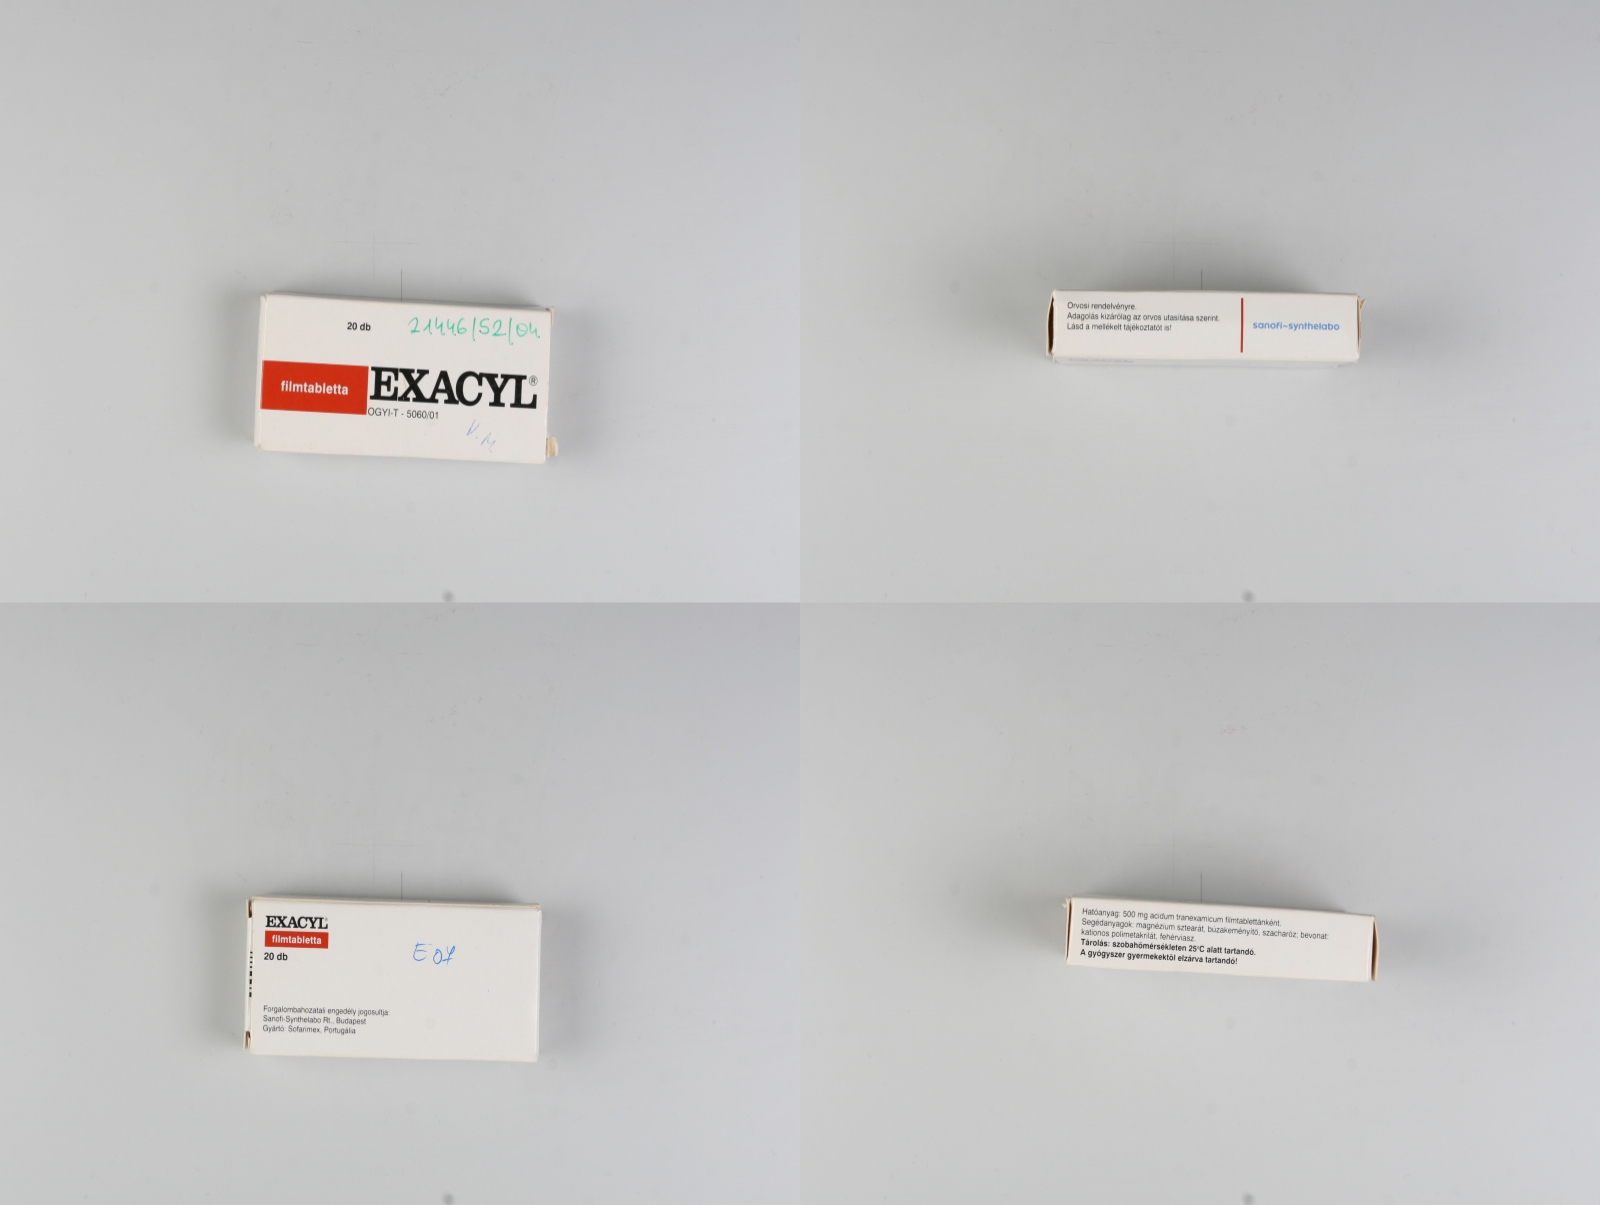 20 db
21446/52/04
filmtabletta
EXACYL®
OGYI-T - 5060/01
V. M
Orvosi rendelvényre.
Adagolás kizárólag az orvos utasítása szerint.
Lásd a mellékelt tájékoztatót is!
sanofi~synthelabo
EXACYL
filmtabletta
20 db
E 07
Forgalombahozatali engedély jogosultja:
Sanofi-Synthelabo Rt., Budapest
Gyártó: Sofarimex, Portugália
Hatóanyag: 500 mg acidum tranexamicum filmtablettánként.
Segédanyagok: magnézium sztearát, búzakeményítő, szacharóz; bevonat:
kationos polimetakrilát, fehérviasz.
Tárolás: szobahőmérsékleten 25°C alatt tartandó.
A gyógyszer gyermekektől elzárva tartandó!